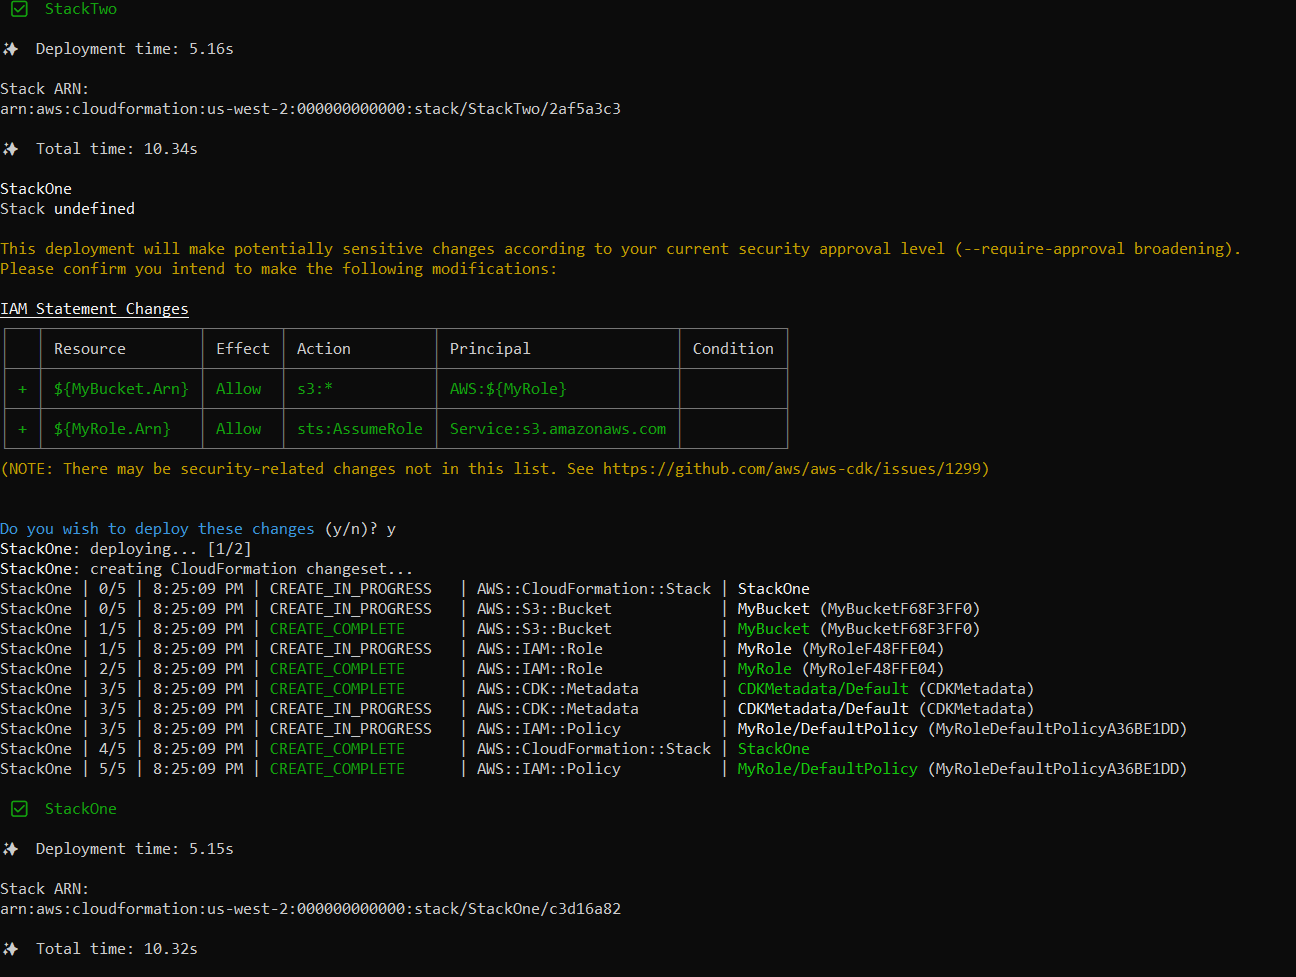 ✅ StackTwo
✨ Deployment time: 5.16s
Stack ARN:
arn:aws:cloudformation:us-west-2:000000000000:stack/StackTwo/2af5a3c3
✨ Total time: 10.34s
StackOne
Stack undefined
This deployment will make potentially sensitive changes according to your current security approval level (--require-approval broadening).
Please confirm you intend to make the following modifications:
IAM Statement Changes
Resource | Effect | Action | Principal | Condition
+ | ${MyBucket.Arn} | Allow | s3:* | AWS:${MyRole} |
+ | ${MyRole.Arn} | Allow | sts:AssumeRole | Service:s3.amazonaws.com |
(NOTE: There may be security-related changes not in this list. See https://github.com/aws/aws-cdk/issues/1299)
Do you wish to deploy these changes (y/n)? y
StackOne: deploying... [1/2]
StackOne: creating CloudFormation changeset...
StackOne | 0/5 | 8:25:09 PM | CREATE_IN_PROGRESS | AWS::CloudFormation::Stack | StackOne
StackOne | 0/5 | 8:25:09 PM | CREATE_IN_PROGRESS | AWS::S3::Bucket | MyBucket (MyBucketF68F3FF0)
StackOne | 1/5 | 8:25:09 PM | CREATE_COMPLETE | AWS::S3::Bucket | MyBucket (MyBucketF68F3FF0)
StackOne | 1/5 | 8:25:09 PM | CREATE_IN_PROGRESS | AWS::IAM::Role | MyRole (MyRoleF48FFE04)
StackOne | 2/5 | 8:25:09 PM | CREATE_COMPLETE | AWS::IAM::Role | MyRole (MyRoleF48FFE04)
StackOne | 3/5 | 8:25:09 PM | CREATE_COMPLETE | AWS::CDK::Metadata | CDKMetadata/Default (CDKMetadata)
StackOne | 3/5 | 8:25:09 PM | CREATE_IN_PROGRESS | AWS::CDK::Metadata | CDKMetadata/Default (CDKMetadata)
StackOne | 3/5 | 8:25:09 PM | CREATE_IN_PROGRESS | AWS::IAM::Policy | MyRole/DefaultPolicy (MyRoleDefaultPolicyA36BE1DD)
StackOne | 4/5 | 8:25:09 PM | CREATE_COMPLETE | AWS::CloudFormation::Stack | StackOne
StackOne | 5/5 | 8:25:09 PM | CREATE_COMPLETE | AWS::IAM::Policy | MyRole/DefaultPolicy (MyRoleDefaultPolicyA36BE1DD)
✅ StackOne
✨ Deployment time: 5.15s
Stack ARN:
arn:aws:cloudformation:us-west-2:000000000000:stack/StackOne/c3d16a82
✨ Total time: 10.32s